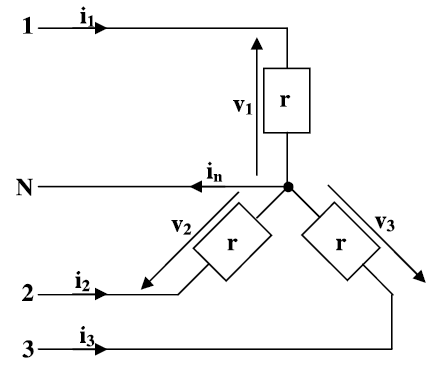 1 i₁
v₁ r
N iₙ
v₂ r r v₃
2 i₂
3 i₃